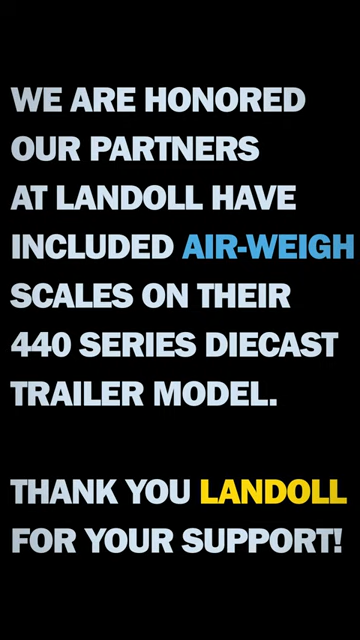 WE ARE HONORED
OUR PARTNERS
AT LANDOLL HAVE
INCLUDED AIR-WEIGH
SCALES ON THEIR
440 SERIES DIECAST
TRAILER MODEL.
THANK YOU LANDOLL
FOR YOUR SUPPORT!